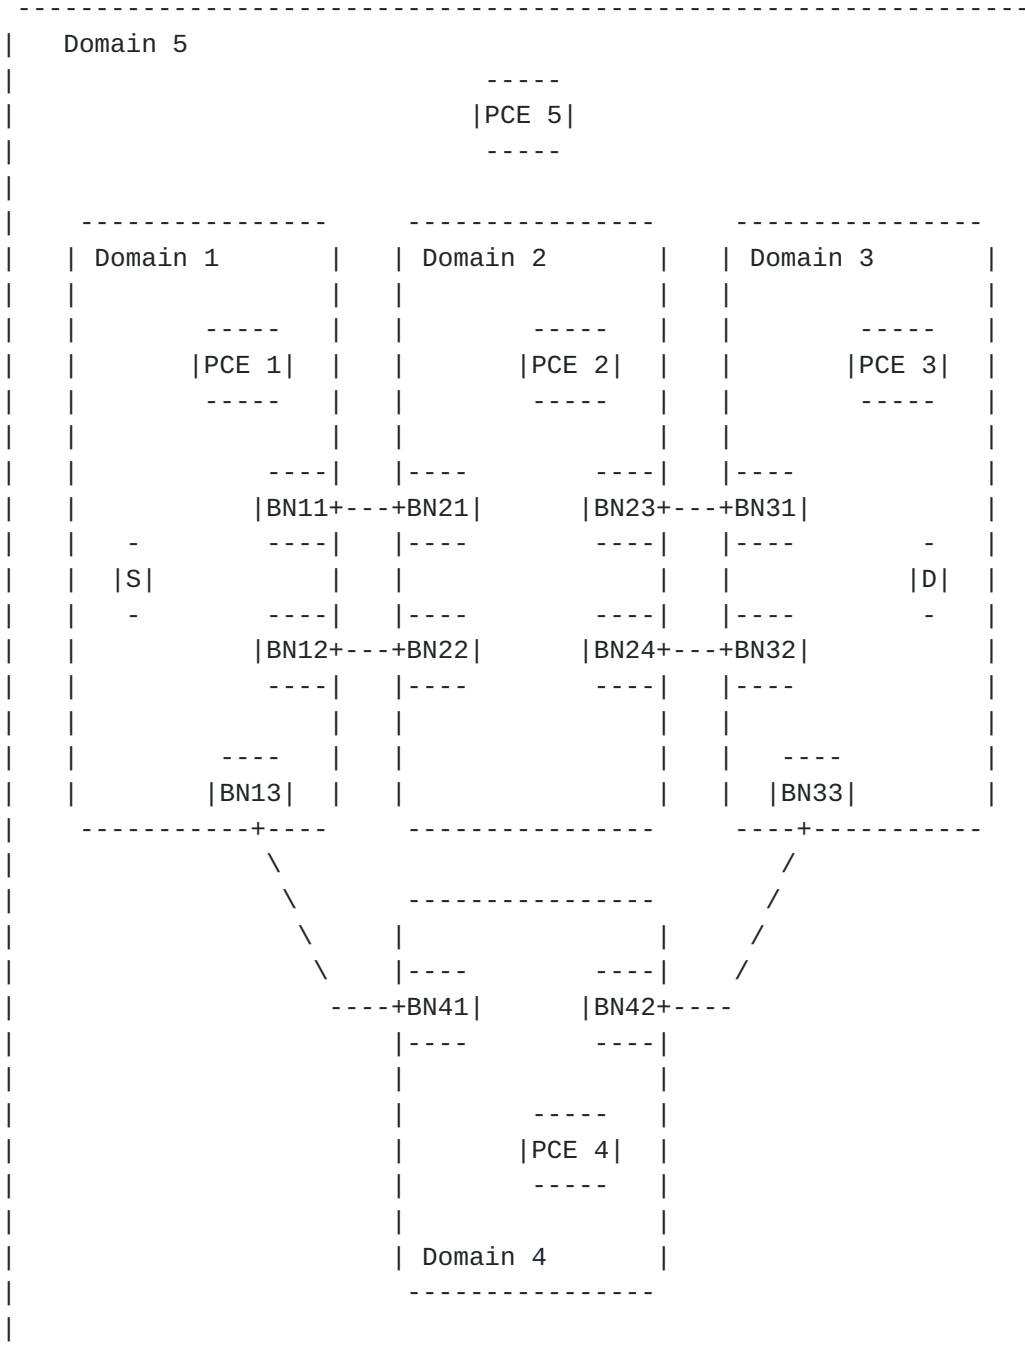 Domain 5
PCE 5
Domain 1 Domain 2 Domain 3
PCE 1 PCE 2 PCE 3
BN11 BN21 BN23 BN31
S D
BN12 BN22 BN24 BN32
BN13 BN33
BN41 BN42
PCE 4
Domain 4